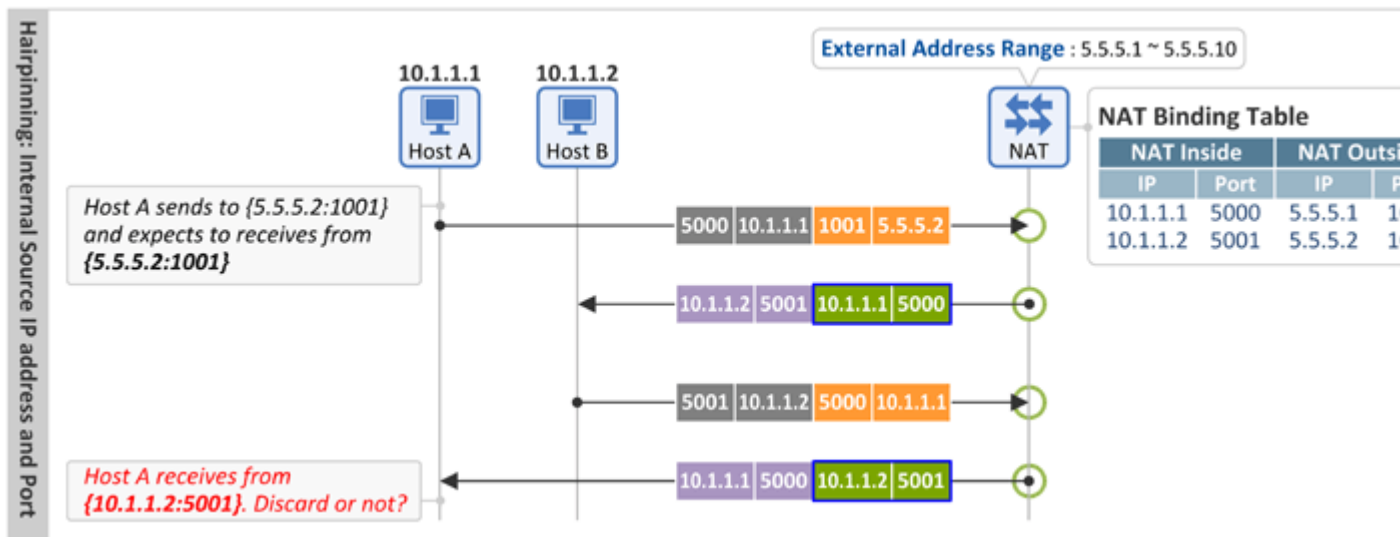 Hairpinning: Internal Source IP address and Port
External Address Range : 5.5.5.1 ~ 5.5.5.10
10.1.1.1 10.1.1.2
Host A Host B NAT
NAT Binding Table
NAT Inside NAT
IP Port IP
10.1.1.1 5000 5.5.5.1
10.1.1.2 5001 5.5.5.2
Host A sends to {5.5.5.2:1001}
and expects to receives from
{5.5.5.2:1001}
5000 10.1.1.1 1001 5.5.5.2
10.1.1.2 5001 10.1.1.1 5000
5001 10.1.1.2 5000 10.1.1.1
Host A receives from
{10.1.1.2:5001}. Discard or not?
10.1.1.1 5000 10.1.1.2 5001